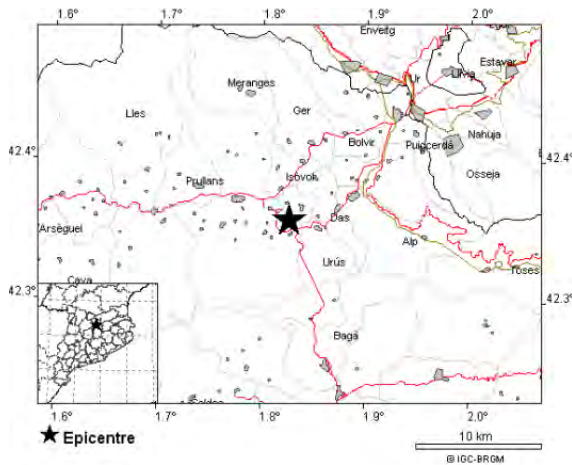 1.6° 1.7° 1.8° 1.9° 2.0°
Enveitg
Ur
Llívia
Estavar
Meranges
Ger
Lles
Bolvir
Puigcerdà
Nahuja
42.4°
42.4°
Isòvol
Osseja
Prullans
Das
Arsèguel
Alp
Urús
Toses
Cava
42.3°
42.3°
Bagà
1.6° 1.7° 1.8° 1.9° 2.0°
Epicentre
10 km
@ IGC-BRGM